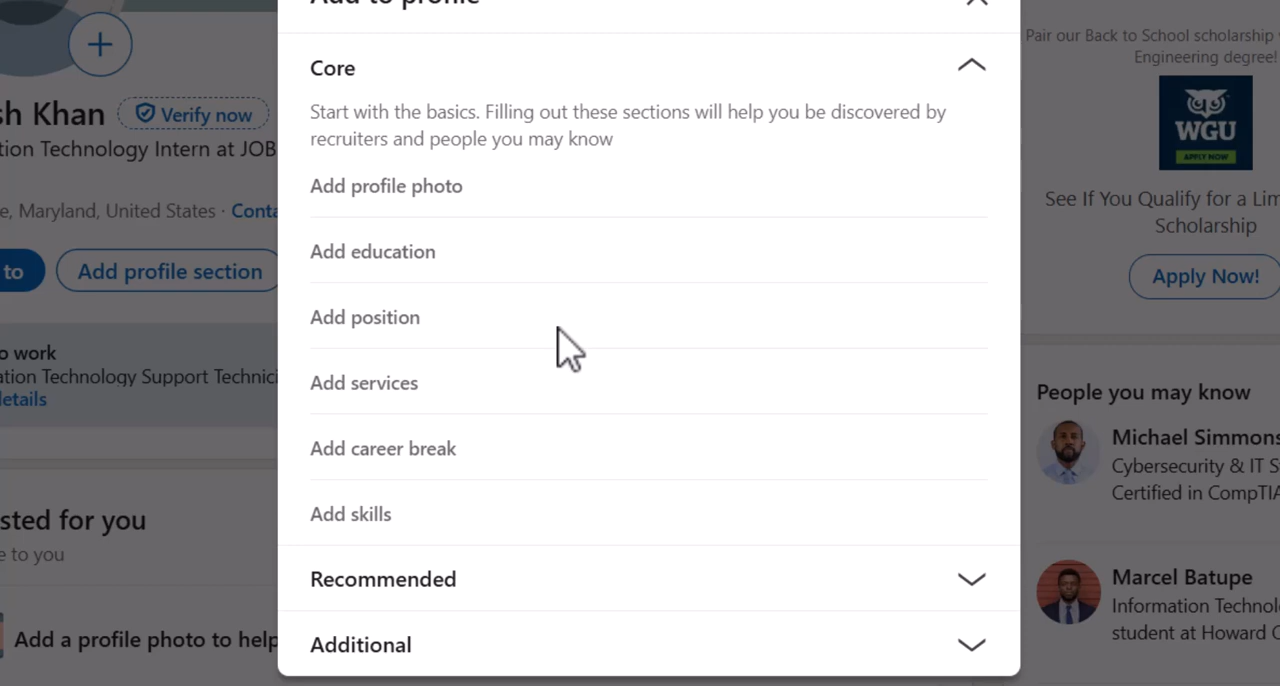 Add to profile
Core
Start with the basics. Filling out these sections will help you be discovered by
recruiters and people you may know
Add profile photo
Add education
Add position
Add services
Add career break
Add skills
Recommended
Additional
sh Khan
Verify now
tion Technology Intern at JOB
e, Maryland, United States · Conta
to
Add profile section
o work
ation Technology Support Technici
details
sted for you
e to you
Add a profile photo to help
Pair our Back to School scholarship
Engineering degree!
WGU
APPLY NOW
See If You Qualify for a Lim
Scholarship
Apply Now!
People you may know
Michael Simmons
Cybersecurity & IT S
Certified in CompTIA
Marcel Batupe
Information Technol
student at Howard C